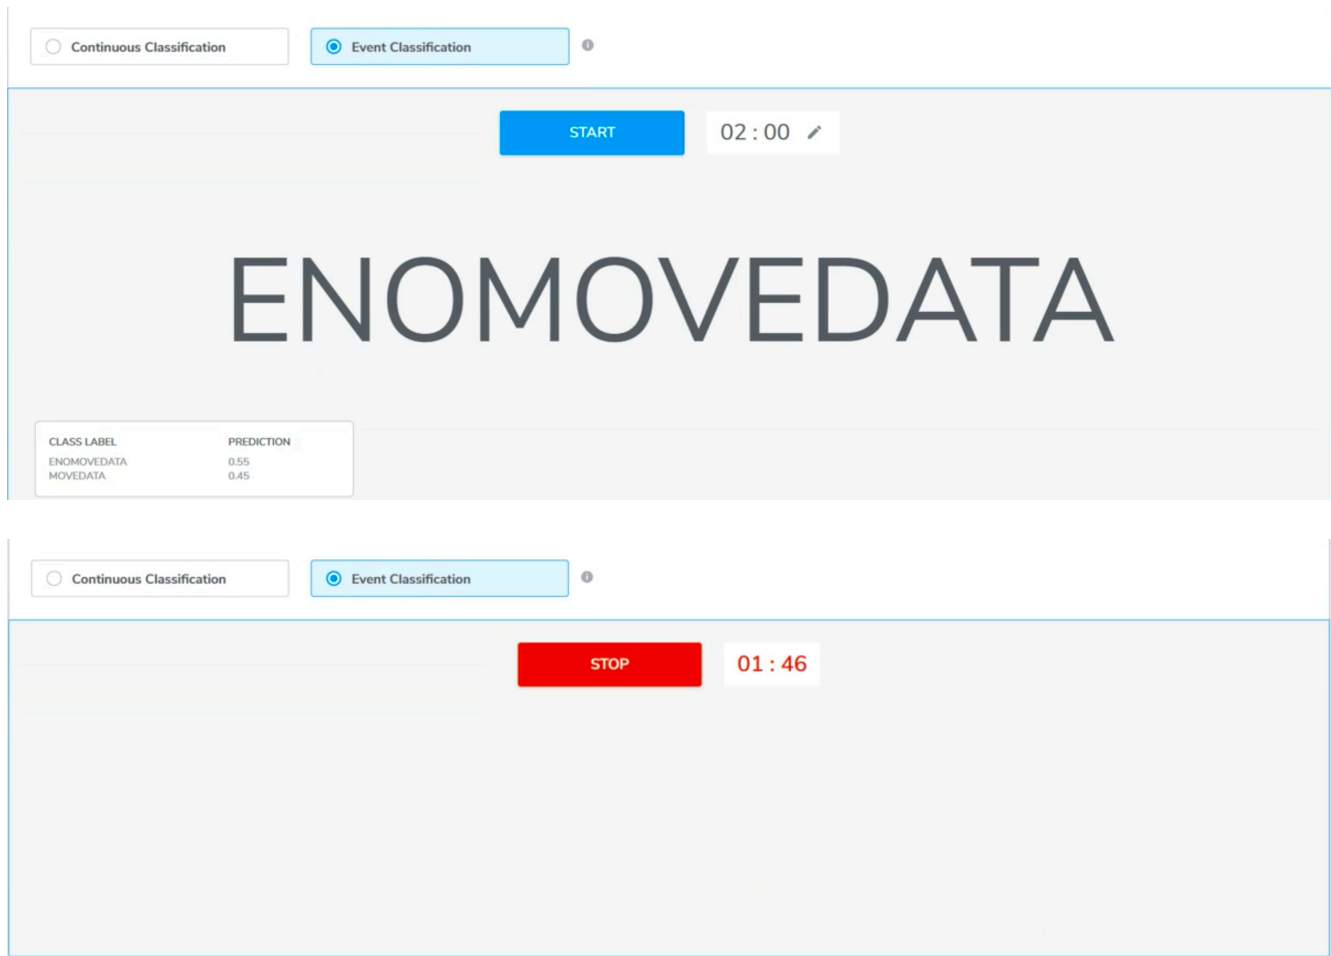 Continuous Classification Event Classification
START 02 : 00
ENOMOVEDATA
CLASS LABEL PREDICTION
ENOMOVEDATA 0.55
MOVEDATA 0.45
Continuous Classification Event Classification
STOP 01 : 46